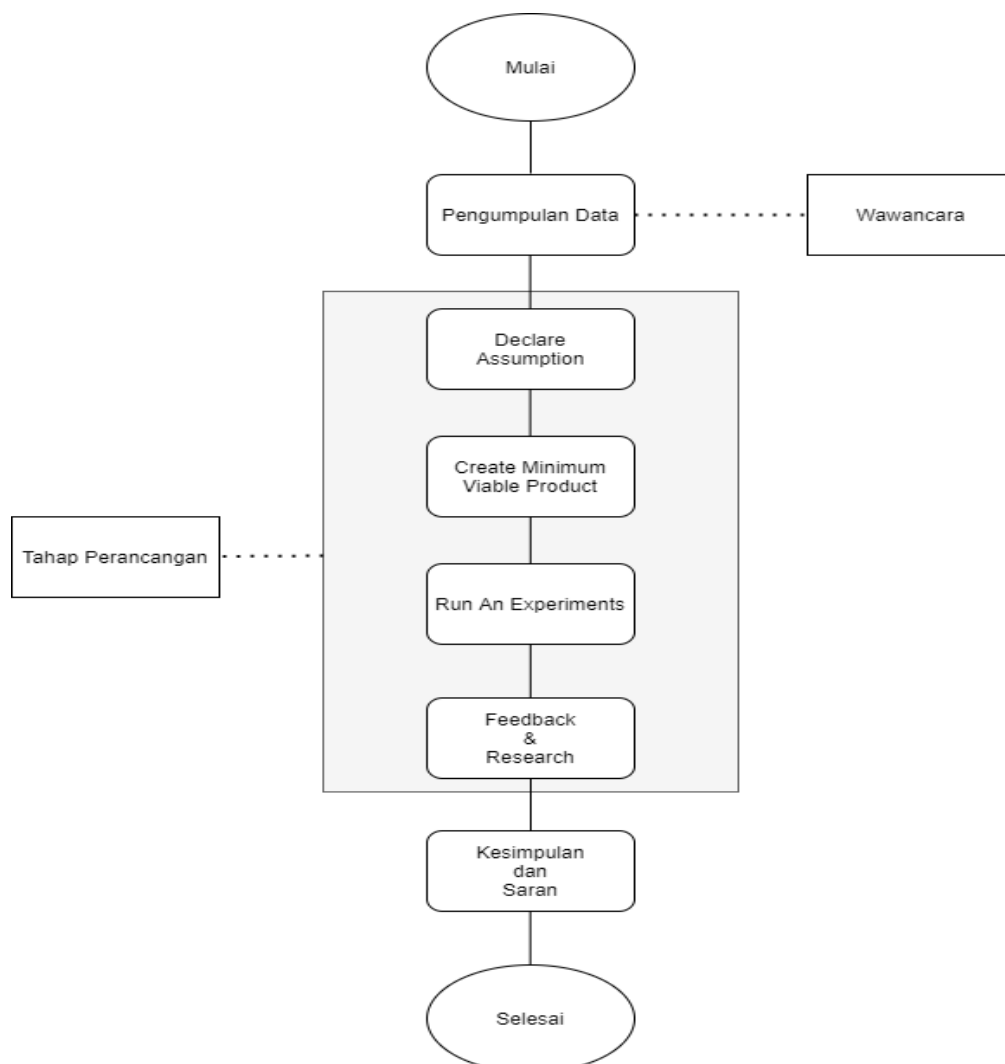 Mulai
Pengumpulan Data
Wawancara
Declare
Assumption
Create Minimum
Viable Product
Tahap Perancangan
Run An Experiments
Feedback
&
Research
Kesimpulan
dan
Saran
Selesai